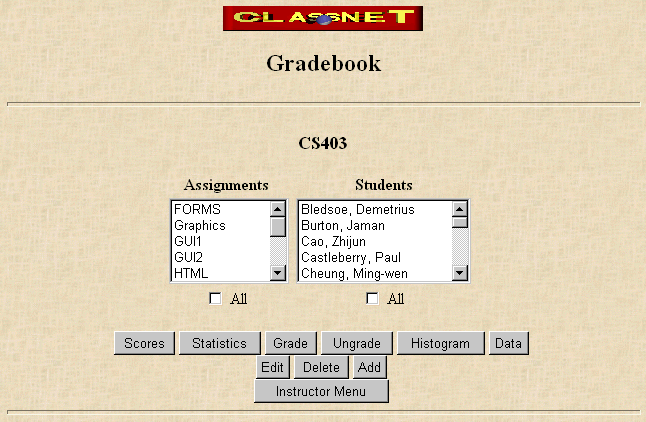 CLASSNET
Gradebook
CS403
Assignments Students
FORMS
Graphics
GUI1
GUI2
HTML
Bledsoe, Demetrius
Burton, Jaman
Cao, Zhijun
Castleberry, Paul
Cheung, Ming-wen
All All
Scores Statistics Grade Ungrade Histogram Data
Edit Delete Add
Instructor Menu